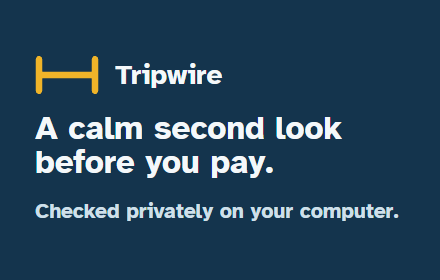 Tripwire
A calm second look
before you pay.
Checked privately on your computer.